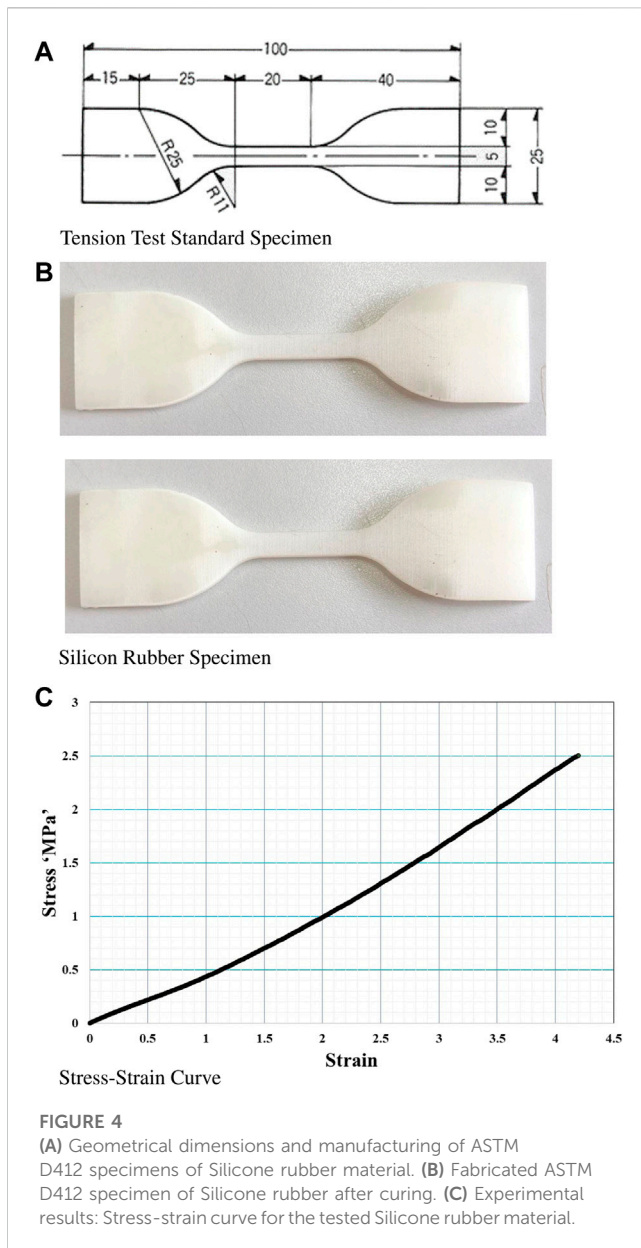 A
100
15 25 20 40
R25
R11
10
5
10
25
Tension Test Standard Specimen
B
Silicon Rubber Specimen
C
3
2.5
2
1.5
1
0.5
0
Stress ‘MPa’
0 0.5 1 1.5 2 2.5 3 3.5 4 4.5
Strain
Stress-Strain Curve
FIGURE 4
(A) Geometrical dimensions and manufacturing of ASTM
D412 specimens of Silicone rubber material. (B) Fabricated ASTM
D412 specimen of Silicone rubber after curing. (C) Experimental
results: Stress-strain curve for the tested Silicone rubber material.